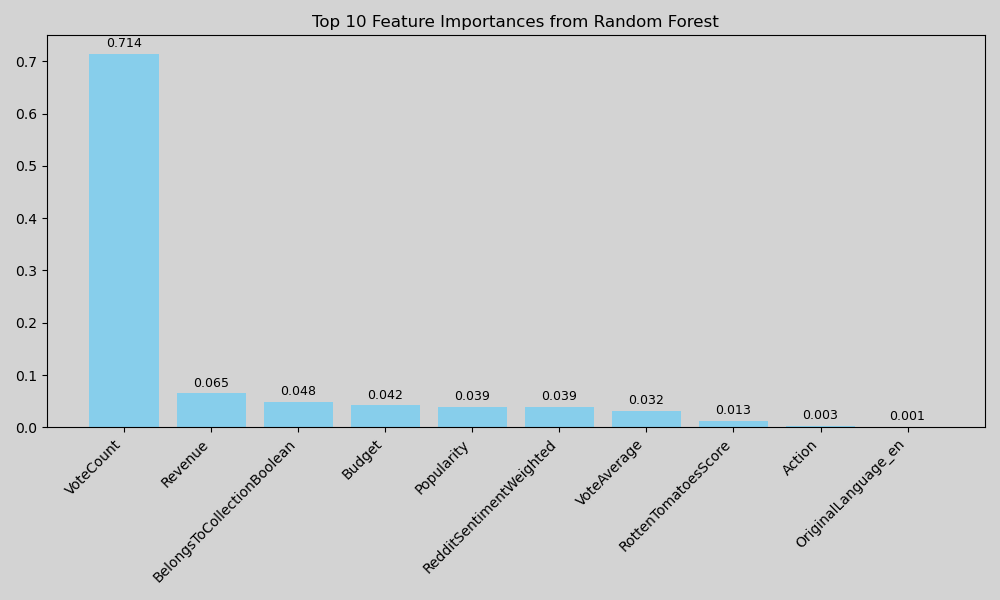 Top 10 Feature Importances from Random Forest
0.714
0.065
0.048
0.042
0.039
0.039
0.032
0.013
0.003
0.001
0.7
0.6
0.5
0.4
0.3
0.2
0.1
0.0
VoteCount
Revenue
BelongsToCollectionBoolean
Budget
Popularity
RedditSentimentWeighted
VoteAverage
RottenTomatoesScore
Action
OriginalLanguage_en